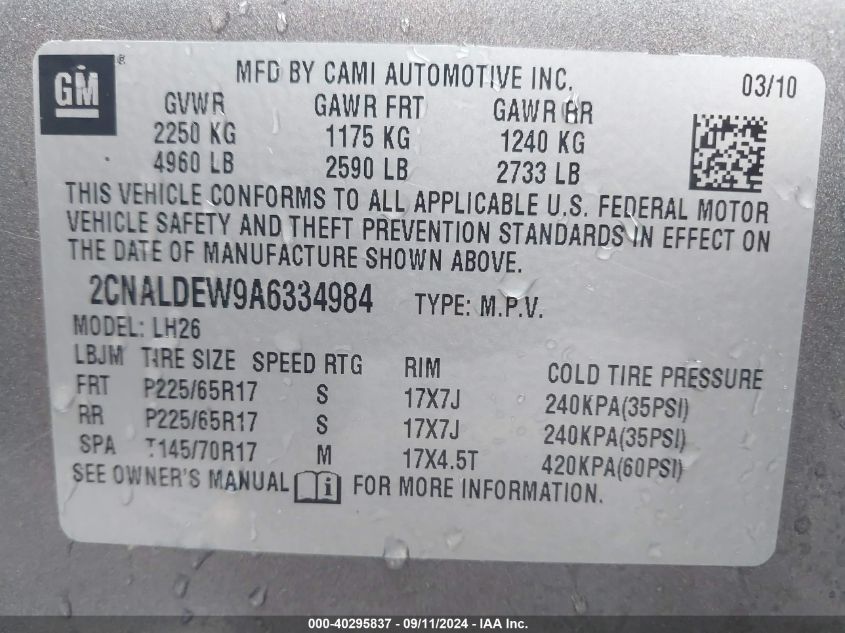 GM ®
MFD BY CAMI AUTOMOTIVE INC. 03/10
GVWR GAWR FRT GAWR RR
2250 KG 1175 KG 1240 KG
4960 LB 2590 LB 2733 LB
THIS VEHICLE CONFORMS TO ALL APPLICABLE U.S. FEDERAL MOTOR
VEHICLE SAFETY AND THEFT PREVENTION STANDARDS IN EFFECT ON
THE DATE OF MANUFACTURE SHOWN ABOVE.
2CNALDEW9A6334984 TYPE: M.P.V.
MODEL: LH26
LBJM TIRE SIZE SPEED RTG RIM COLD TIRE PRESSURE
FRT P225/65R17 S 17X7J 240KPA(35PSI)
RR P225/65R17 S 17X7J 240KPA(35PSI)
SPA T145/70R17 M 17X4.5T 420KPA(60PSI)
SEE OWNER'S MANUAL i FOR MORE INFORMATION.
000-40295837 - 09/11/2024 - IAA Inc.